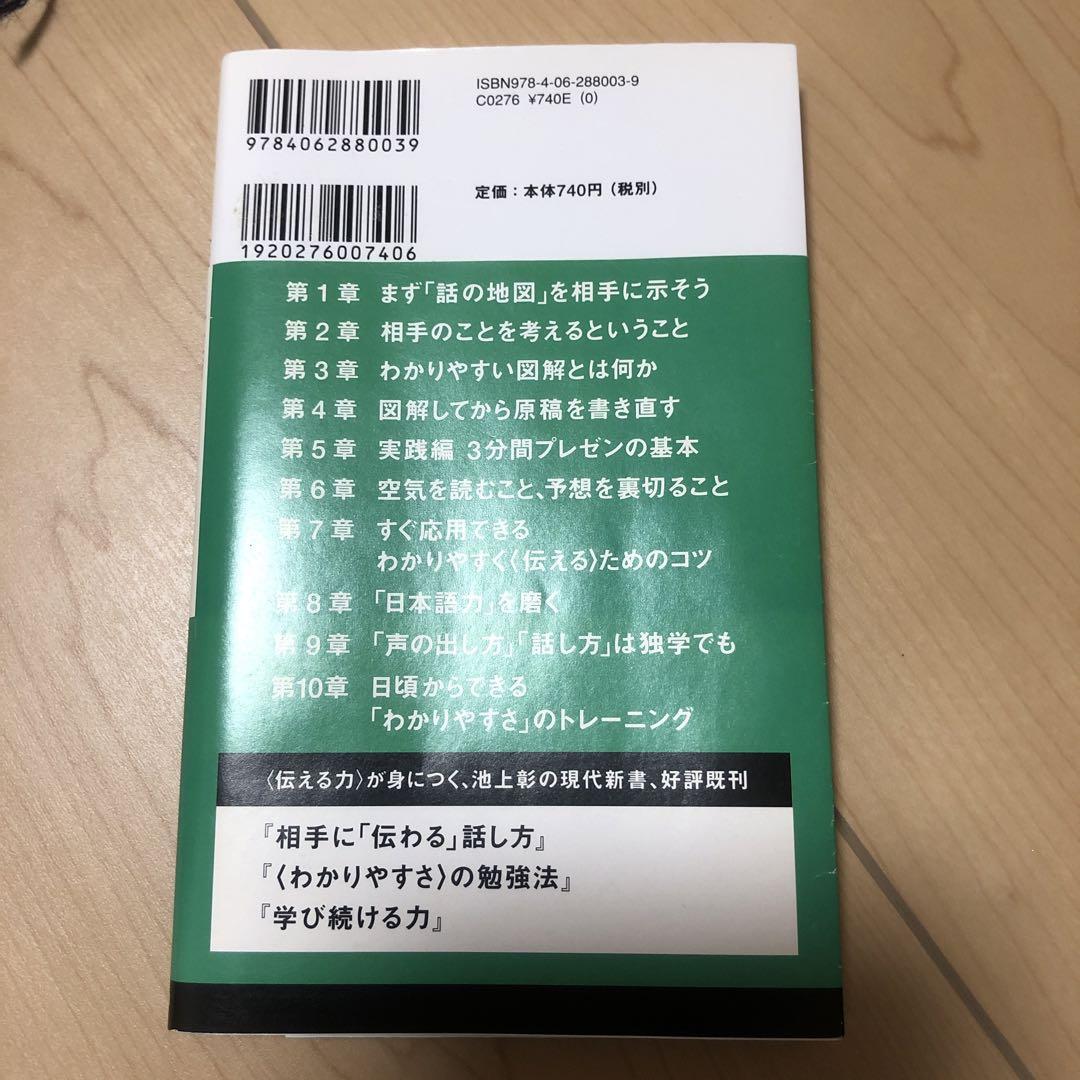 ISBN978-4-06-288003-9
C0276 ¥740E (0)
9784062880039
定価：本体740円（税別）
1920276007406
第1章 まず「話の地図」を相手に示そう
第2章 相手のことを考えるということ
第3章 わかりやすい図解とは何か
第4章 図解してから原稿を書き直す
第5章 実践編 3分間プレゼンの基本
第6章 空気を読むこと、予想を裏切ること
第7章 すぐ応用できる
わかりやすく〈伝える〉ためのコツ
第8章 「日本語力」を磨く
第9章 「声の出し方」「話し方」は独学でも
第10章 日頃からできる
「わかりやすさ」のトレーニング
〈伝える力〉が身につく、池上彰の現代新書、好評既刊
『相手に「伝わる」話し方』
『〈わかりやすさ〉の勉強法』
『学び続ける力』